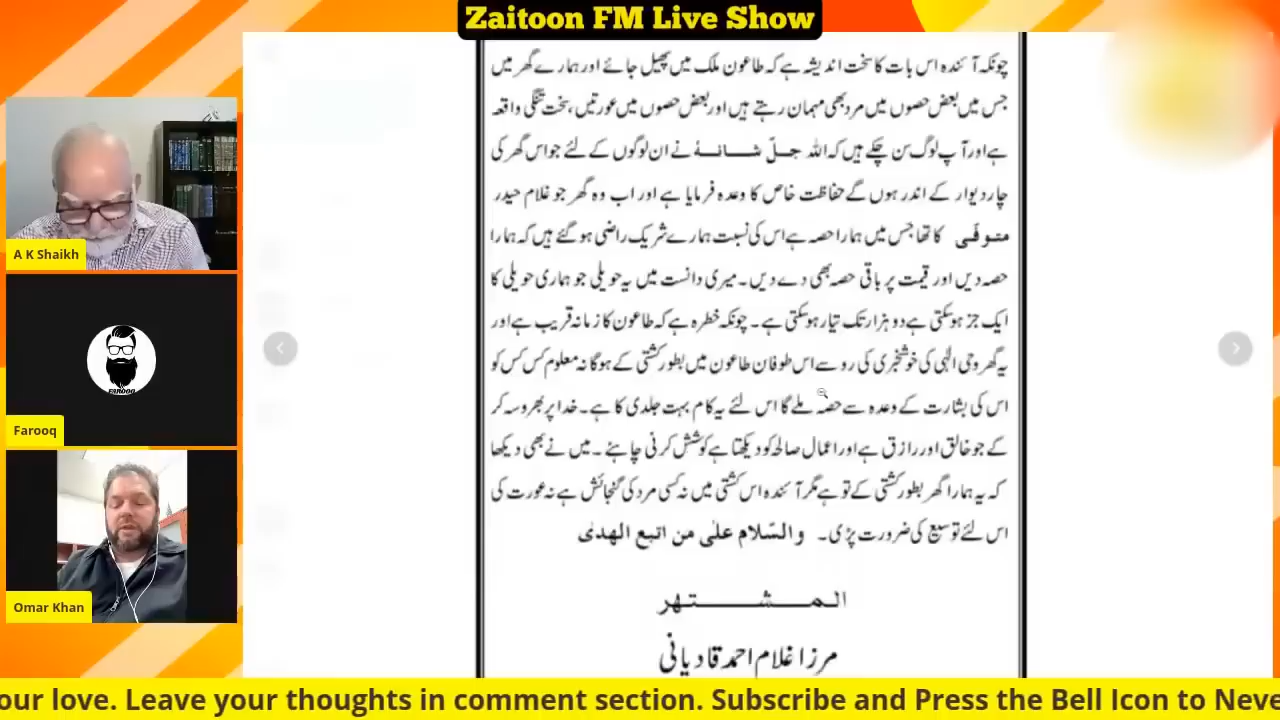 Zaitoon FM Live Show
چونکہ آئندہ اس بات کا سخت اندیشہ ہے کہ طاعون ملک میں پھیل جائے اور ہمارے گھر میں
جس میں بعض حصوں میں مرد بھی مہمان رہتے ہیں اور بعض حصوں میں عورتیں، سخت تنگی واقعہ
ہے اور آپ لوگ سن چکے ہیں کہ اللہ جلّ شانہٗ نے ان لوگوں کے لئے جو اس گھر کی
چاردیوار کے اندر ہوں گے حفاظت خاص کا وعدہ فرمایا ہے اور اب وہ گھر جو غلام حیدر
متوفّی کا تھا جس میں ہمارا حصہ ہے اس کی نسبت ہمارے شریک راضی ہو گئے ہیں کہ ہمارا
حصہ دیں اور قیمت پر باقی حصہ بھی دے دیں۔ میری دانست میں یہ حویلی جو ہماری حویلی کا
ایک جز ہو سکتی ہے دو ہزار تک تیار ہو سکتی ہے۔ چونکہ خطرہ ہے کہ طاعون کا زمانہ قریب ہے اور
یہ گھر وحی الٰہی کی خوشخبری کی رو سے اس طوفان طاعون میں بطور کشتی کے ہوگا نہ معلوم کس کس کو
اس کی بشارت کے وعدہ سے حصہ ملے گا اس لئے یہ کام بہت جلدی کا ہے۔ خدا پر بھروسہ کر
کے جو خالق اور رازق ہے اور اعمال صالحہ کو دیکھتا ہے کوشش کرنی چاہئے۔ میں نے بھی دیکھا
کہ یہ ہمارا گھر بطور کشتی کے تو ہے مگر آئندہ اس کشتی میں نہ کسی مرد کی گنجائش ہے نہ عورت کی
اس لئے توسیع کی ضرورت پڑی۔ والسّلام علٰی من اتبع الھدیٰ
المشتھر
مرزا غلام احمد قادیانی
A K Shaikh
FAROOQ
Farooq
Omar Khan
our love. Leave your thoughts in comment section. Subscribe and Press the Bell Icon to Neve